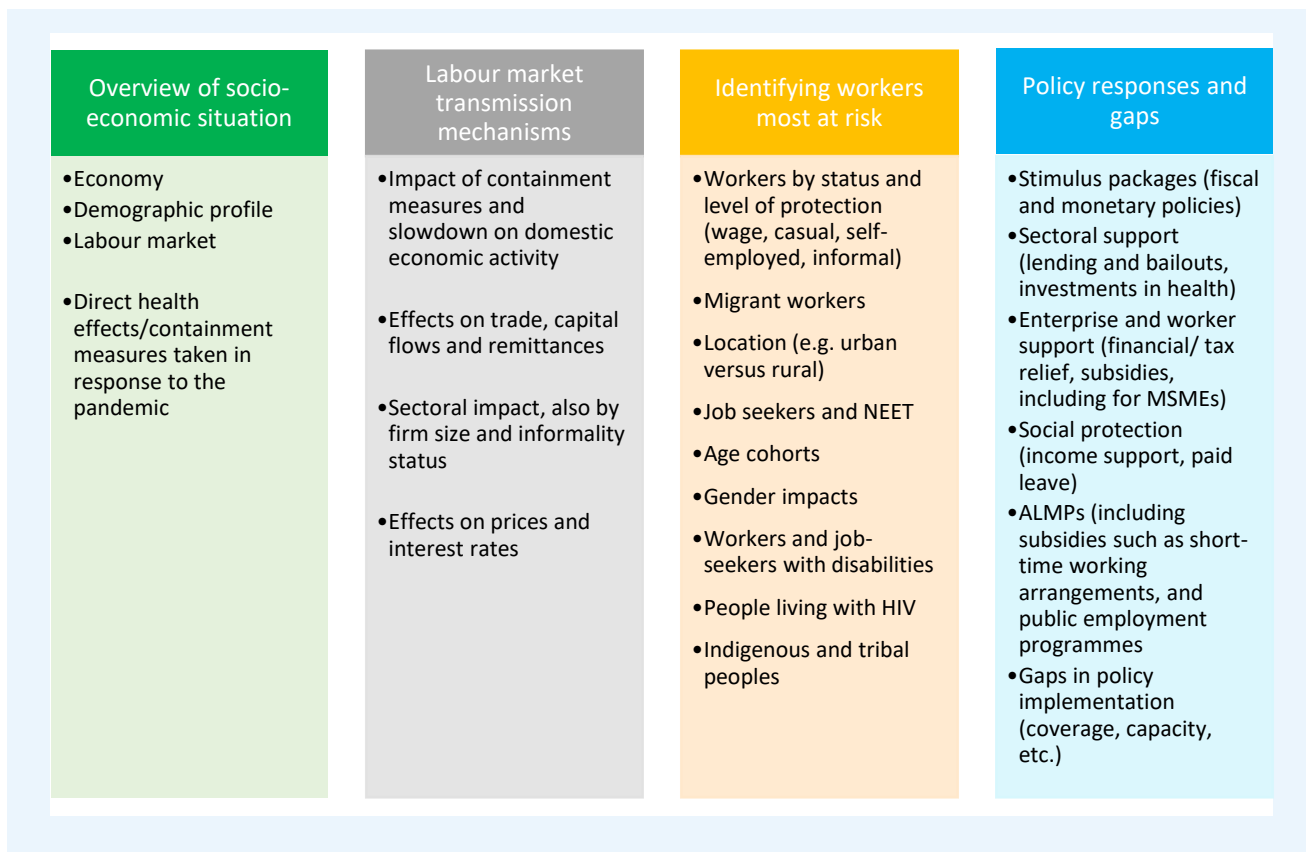 Overview of socio-
economic situation
•Economy
•Demographic profile
•Labour market
•Direct health
effects/containment
measures taken in
response to the
pandemic
Labour market
transmission
mechanisms
•Impact of containment
measures and
slowdown on domestic
economic activity
•Effects on trade, capital
flows and remittances
•Sectoral impact, also by
firm size and informality
status
•Effects on prices and
interest rates
Identifying workers
most at risk
•Workers by status and
level of protection
(wage, casual, self-
employed, informal)
•Migrant workers
•Location (e.g. urban
versus rural)
•Job seekers and NEET
•Age cohorts
•Gender impacts
•Workers and job-
seekers with disabilities
•People living with HIV
•Indigenous and tribal
peoples
Policy responses and
gaps
•Stimulus packages (fiscal
and monetary policies)
•Sectoral support
(lending and bailouts,
investments in health)
•Enterprise and worker
support (financial/ tax
relief, subsidies,
including for MSMEs)
•Social protection
(income support, paid
leave)
•ALMPs (including
subsidies such as short-
time working
arrangements, and
public employment
programmes
•Gaps in policy
implementation
(coverage, capacity,
etc.)